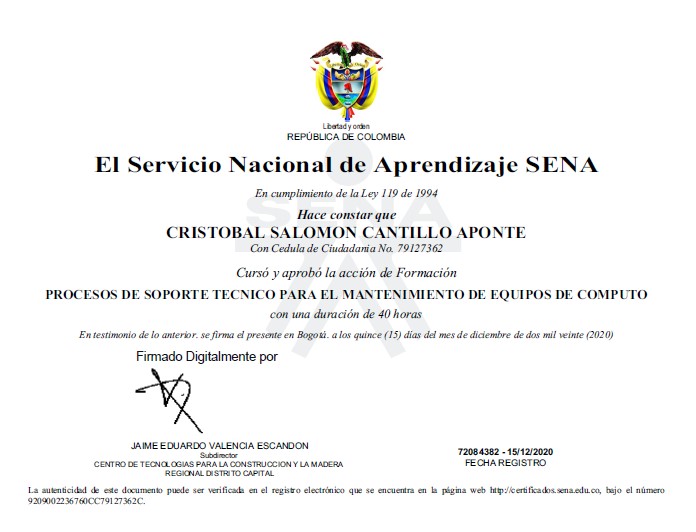 Libertad y orden
REPÚBLICA DE COLOMBIA
El Servicio Nacional de Aprendizaje SENA
En cumplimiento de la Ley 119 de 1994
SENA
Hace constar que
CRISTOBAL SALOMON CANTILLO APONTE
Con Cedula de Ciudadania No. 79127362
Cursó y aprobó la acción de Formación
PROCESOS DE SOPORTE TECNICO PARA EL MANTENIMIENTO DE EQUIPOS DE COMPUTO
con una duración de 40 horas
En testimonio de lo anterior. se firma el presente en Bogotá. a los quince (15) días del mes de diciembre de dos mil veinte (2020)
Firmado Digitalmente por
JAIME EDUARDO VALENCIA ESCANDON
Subdirector
CENTRO DE TECNOLOGIAS PARA LA CONSTRUCCION Y LA MADERA
REGIONAL DISTRITO CAPITAL
72084382 - 15/12/2020
FECHA REGISTRO
La autenticidad de este documento puede ser verificada en el registro electrónico que se encuentra en la página web http://certificados.sena.edu.co, bajo el número
9209002236760CC79127362C.